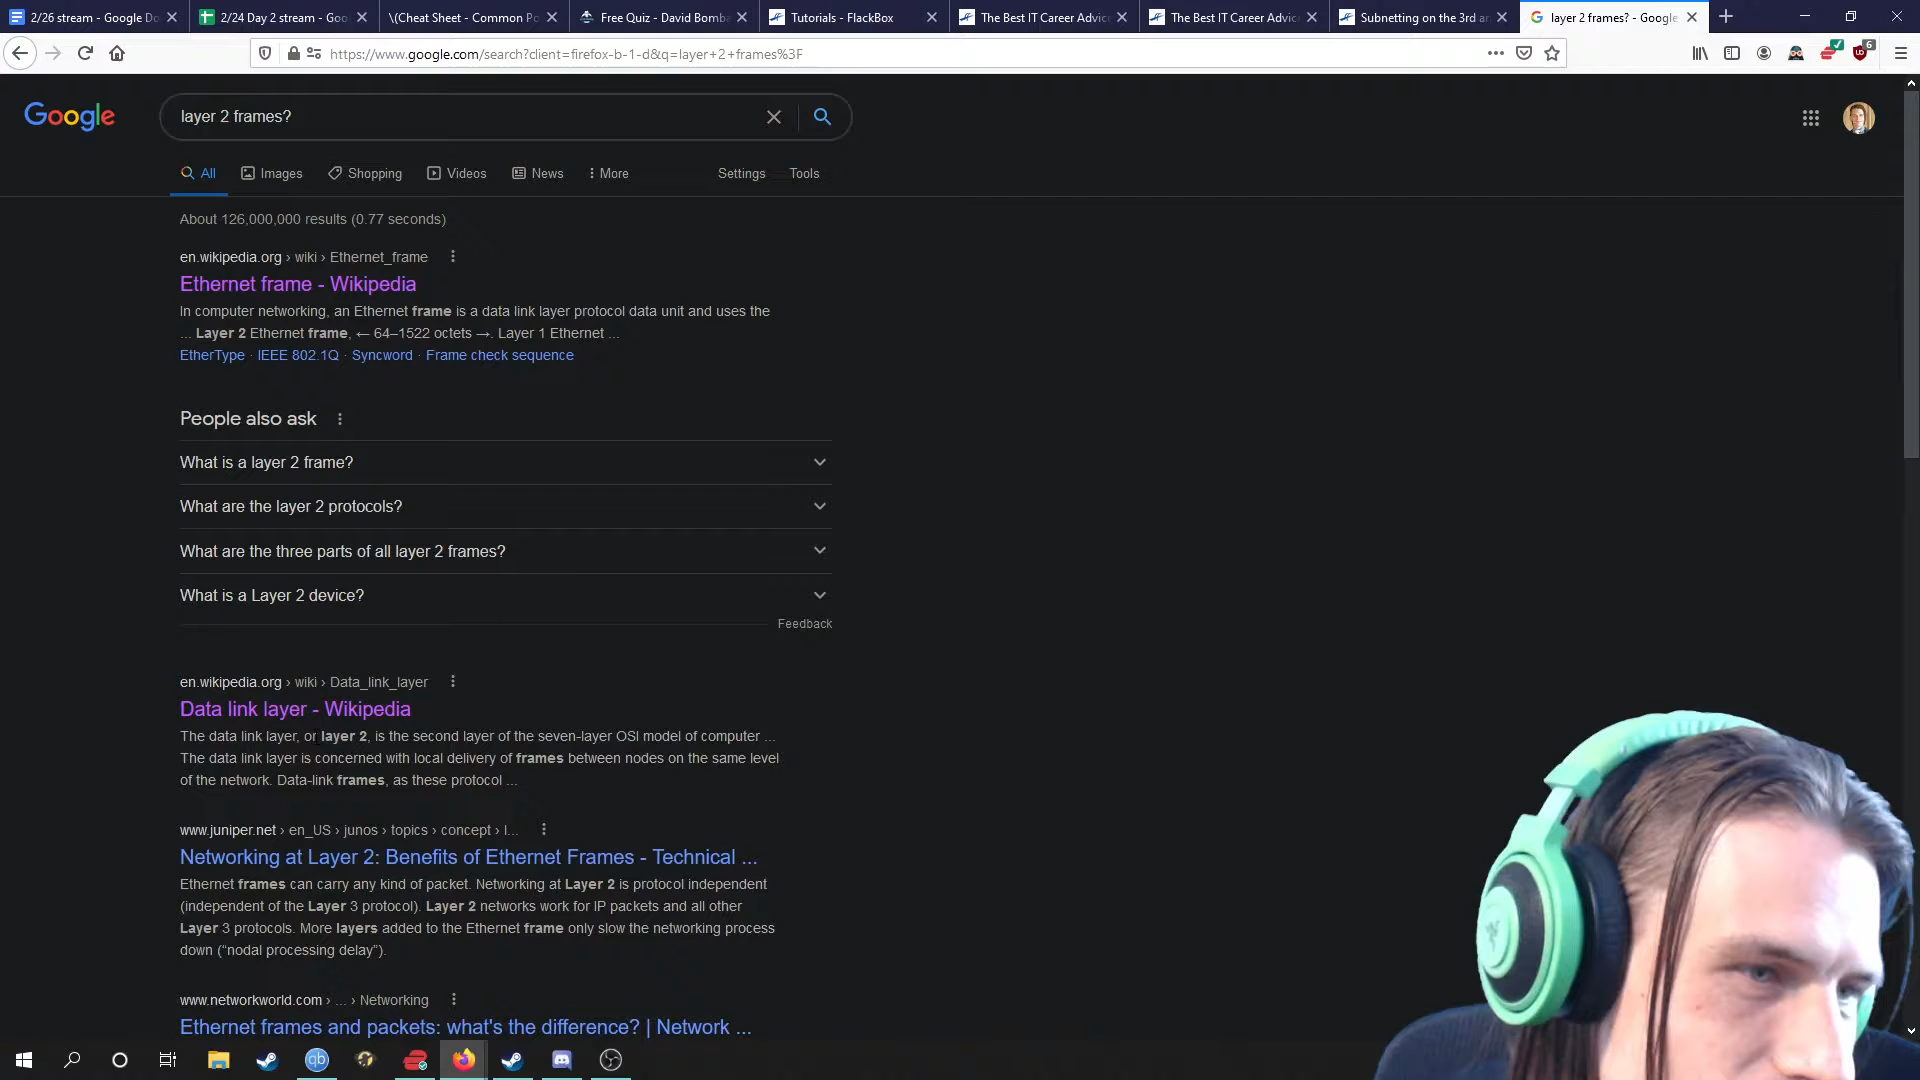 2/26 stream - Google Do
2/24 Day 2 stream - Goo
\(Cheat Sheet - Common Po
Free Quiz - David Bomba
Tutorials - FlackBox
The Best IT Career Advic
The Best IT Career Advic
Subnetting on the 3rd an
layer 2 frames? - Google
https://www.google.com/search?client=firefox-b-1-d&q=layer+2+frames%3F
6
Google
layer 2 frames?
All
Images
Shopping
Videos
News
More
Settings
Tools
About 126,000,000 results (0.77 seconds)
en.wikipedia.org › wiki › Ethernet_frame
Ethernet frame - Wikipedia
In computer networking, an Ethernet frame is a data link layer protocol data unit and uses the
... Layer 2 Ethernet frame, ← 64–1522 octets →. Layer 1 Ethernet ...
EtherType · IEEE 802.1Q · Syncword · Frame check sequence
People also ask
What is a layer 2 frame?
What are the layer 2 protocols?
What are the three parts of all layer 2 frames?
What is a Layer 2 device?
Feedback
en.wikipedia.org › wiki › Data_link_layer
Data link layer - Wikipedia
The data link layer, or layer 2, is the second layer of the seven-layer OSI model of computer ...
The data link layer is concerned with local delivery of frames between nodes on the same level
of the network. Data-link frames, as these protocol ...
www.juniper.net › en_US › junos › topics › concept › l...
Networking at Layer 2: Benefits of Ethernet Frames - Technical ...
Ethernet frames can carry any kind of packet. Networking at Layer 2 is protocol independent
(independent of the Layer 3 protocol). Layer 2 networks work for IP packets and all other
Layer 3 protocols. More layers added to the Ethernet frame only slow the networking process
down (“nodal processing delay”).
www.networkworld.com › ... › Networking
Ethernet frames and packets: what's the difference? | Network ...
qb